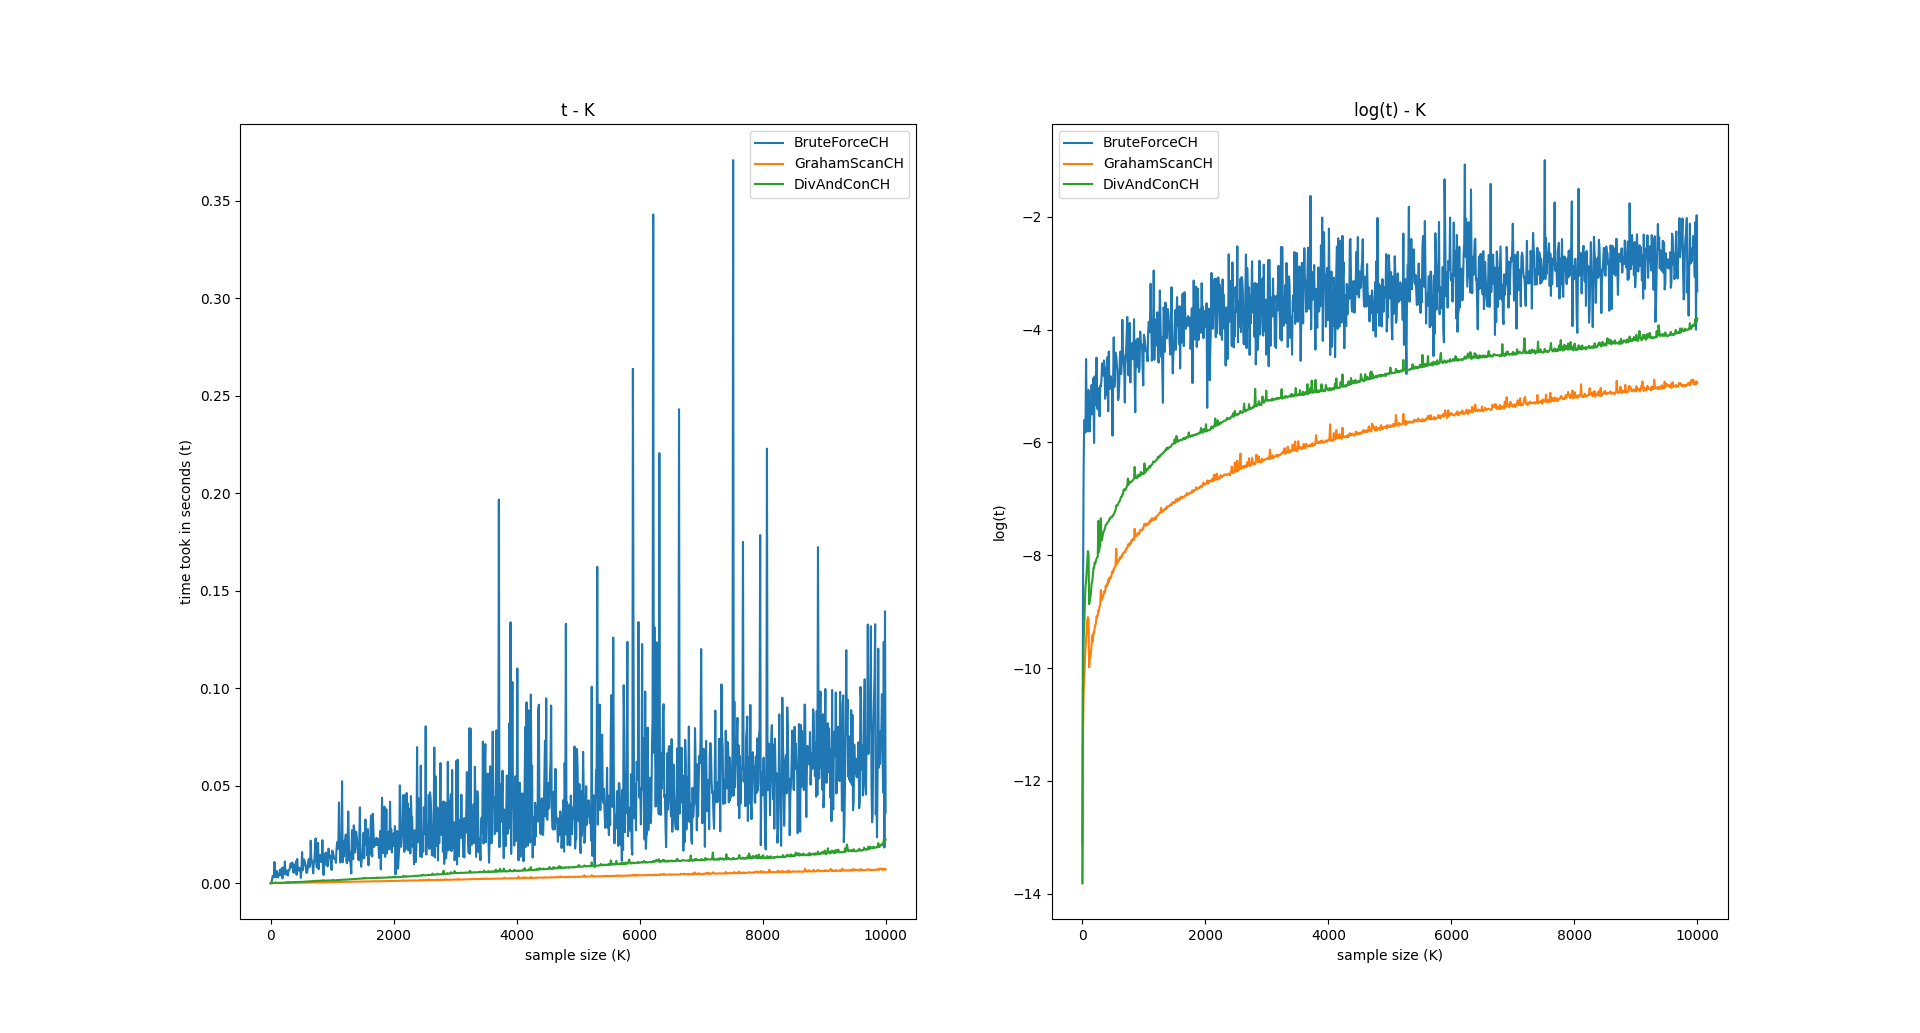 t - K
BruteForceCH
GrahamScanCH
DivAndConCH
0.35
0.30
0.25
0.20
0.15
0.10
0.05
0.00
time took in seconds (t)
0 2000 4000 6000 8000 10000
sample size (K)
log(t) - K
BruteForceCH
GrahamScanCH
DivAndConCH
−2
−4
−6
−8
−10
−12
−14
log(t)
0 2000 4000 6000 8000 10000
sample size (K)